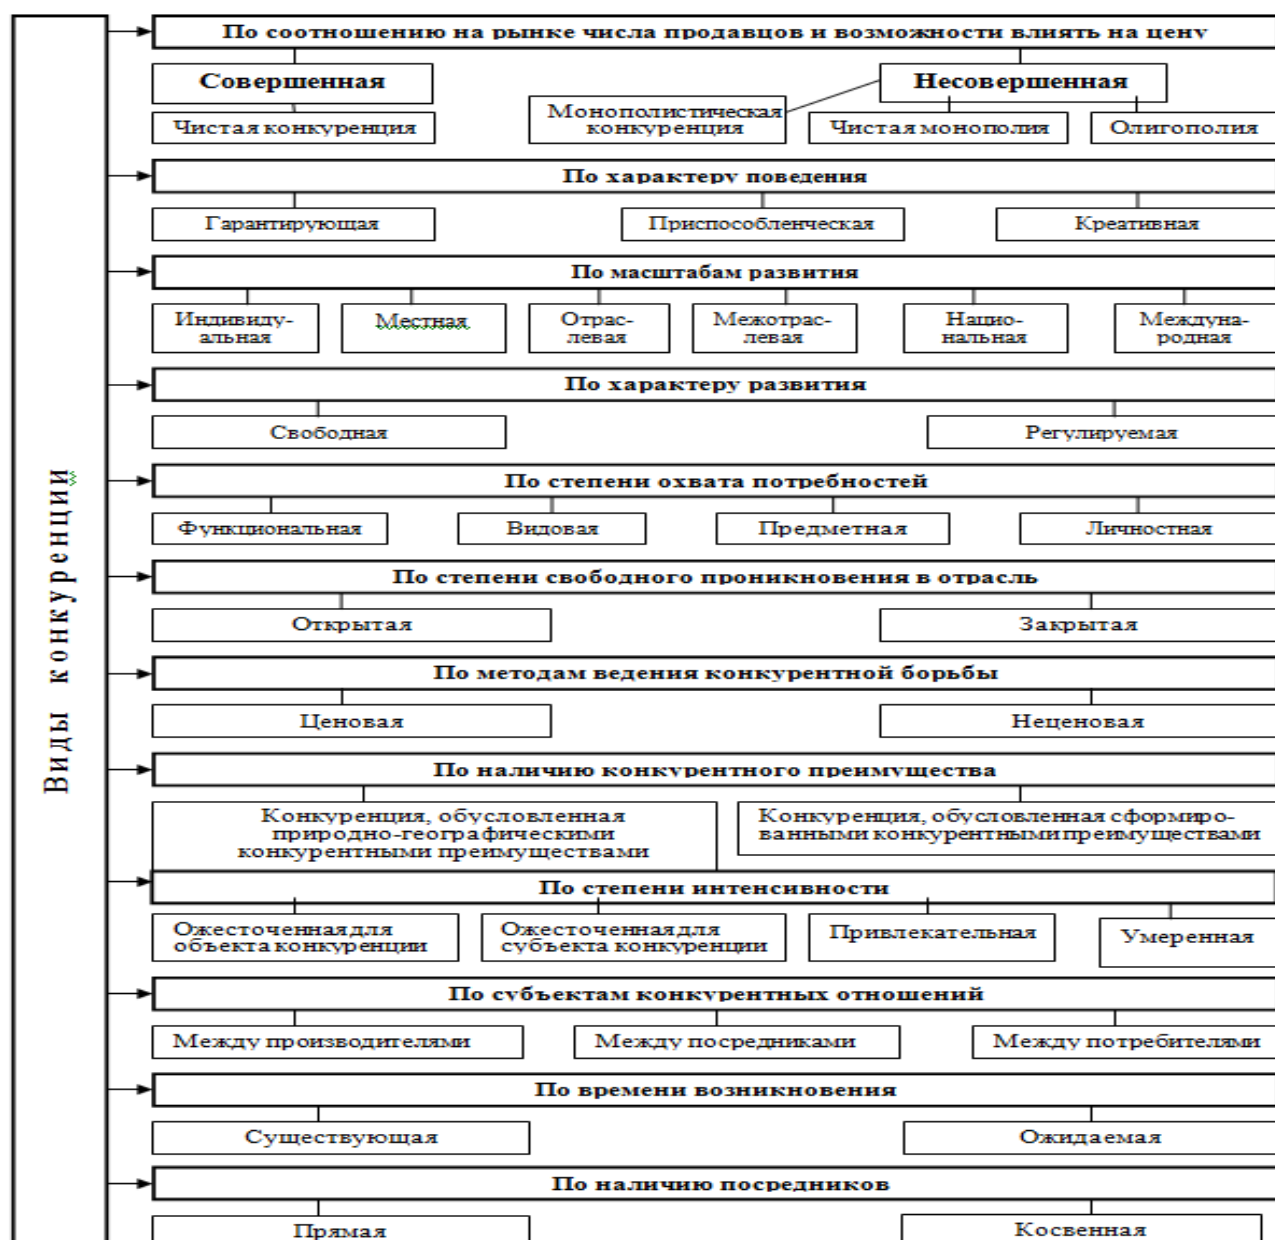 Виды конкуренции
По соотношению на рынке числа продавцов и возможности влиять на цену
Совершенная
Несовершенная
Чистая конкуренция
Монополистическая
конкуренция
Чистая монополия
Олигополия
По характеру поведения
Гарантирующая
Приспособленческая
Креативная
По масштабам развития
Индивиду-
альная
Местная
Отрас-
левая
Межотрас-
левая
Нацио-
нальная
Междуна-
родная
По характеру развития
Свободная
Регулируемая
По степени охвата потребностей
Функциональная
Видовая
Предметная
Личностная
По степени свободного проникновения в отрасль
Открытая
Закрытая
По методам ведения конкурентной борьбы
Ценовая
Неценовая
По наличию конкурентного преимущества
Конкуренция, обусловленная
природно-географическими
конкурентными преимуществами
Конкуренция, обусловленная сформиро-
ванными конкурентными преимуществами
По степени интенсивности
Ожесточенная для
объекта конкуренции
Ожесточенная для
субъекта конкуренции
Привлекательная
Умеренная
По субъектам конкурентных отношений
Между производителями
Между посредниками
Между потребителями
По времени возникновения
Существующая
Ожидаемая
По наличию посредников
Прямая
Косвенная